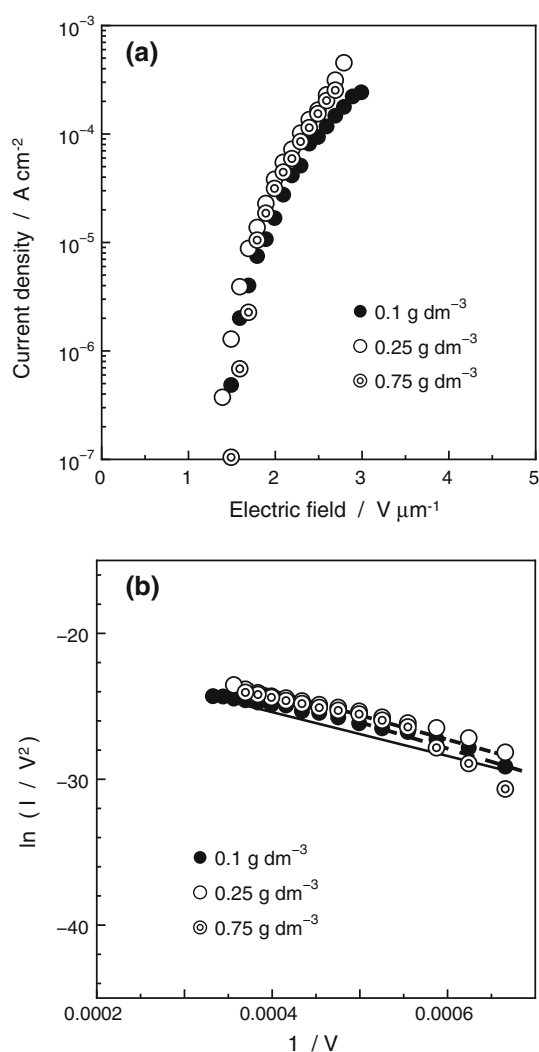 (a)
Current density / A cm⁻²
10⁻³
10⁻⁴
10⁻⁵
10⁻⁶
10⁻⁷
0.1 g dm⁻³
0.25 g dm⁻³
0.75 g dm⁻³
0 1 2 3 4 5
Electric field / V μm⁻¹
(b)
ln ( I / V²)
−20
−30
−40
0.1 g dm⁻³
0.25 g dm⁻³
0.75 g dm⁻³
0.0002 0.0004 0.0006
1 / V